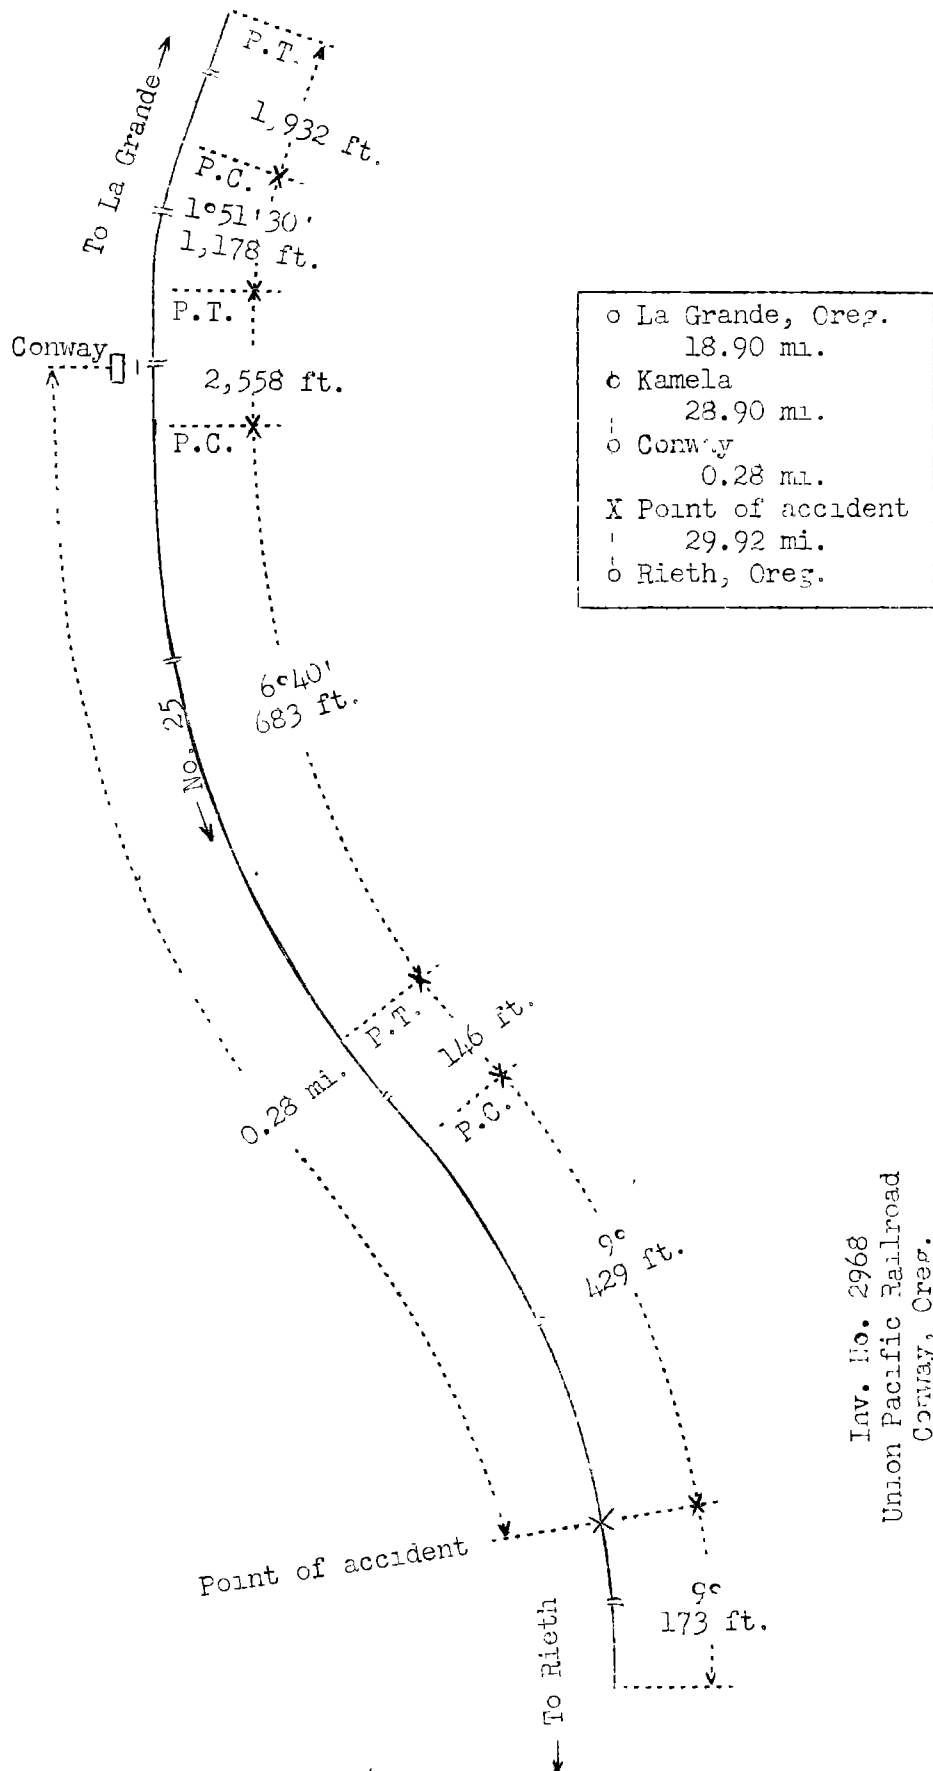 P.T.
1,932 ft.
To La Grande
P.C.
1°51'30'
1,178 ft.
P.T.
Conway
2,558 ft.
P.C.
o La Grande, Oreg.
18.90 mi.
o Kamela
28.90 mi.
o Conway
0.28 mi.
X Point of accident
29.92 mi.
o Rieth, Oreg.
6°40'
683 ft.
No. 25
P.T.
146 ft.
0.28 mi.
P.C.
9°
429 ft.
Inv. No. 2968
Union Pacific Railroad
Conway, Oreg.
Point of accident
9°
173 ft.
To Rieth